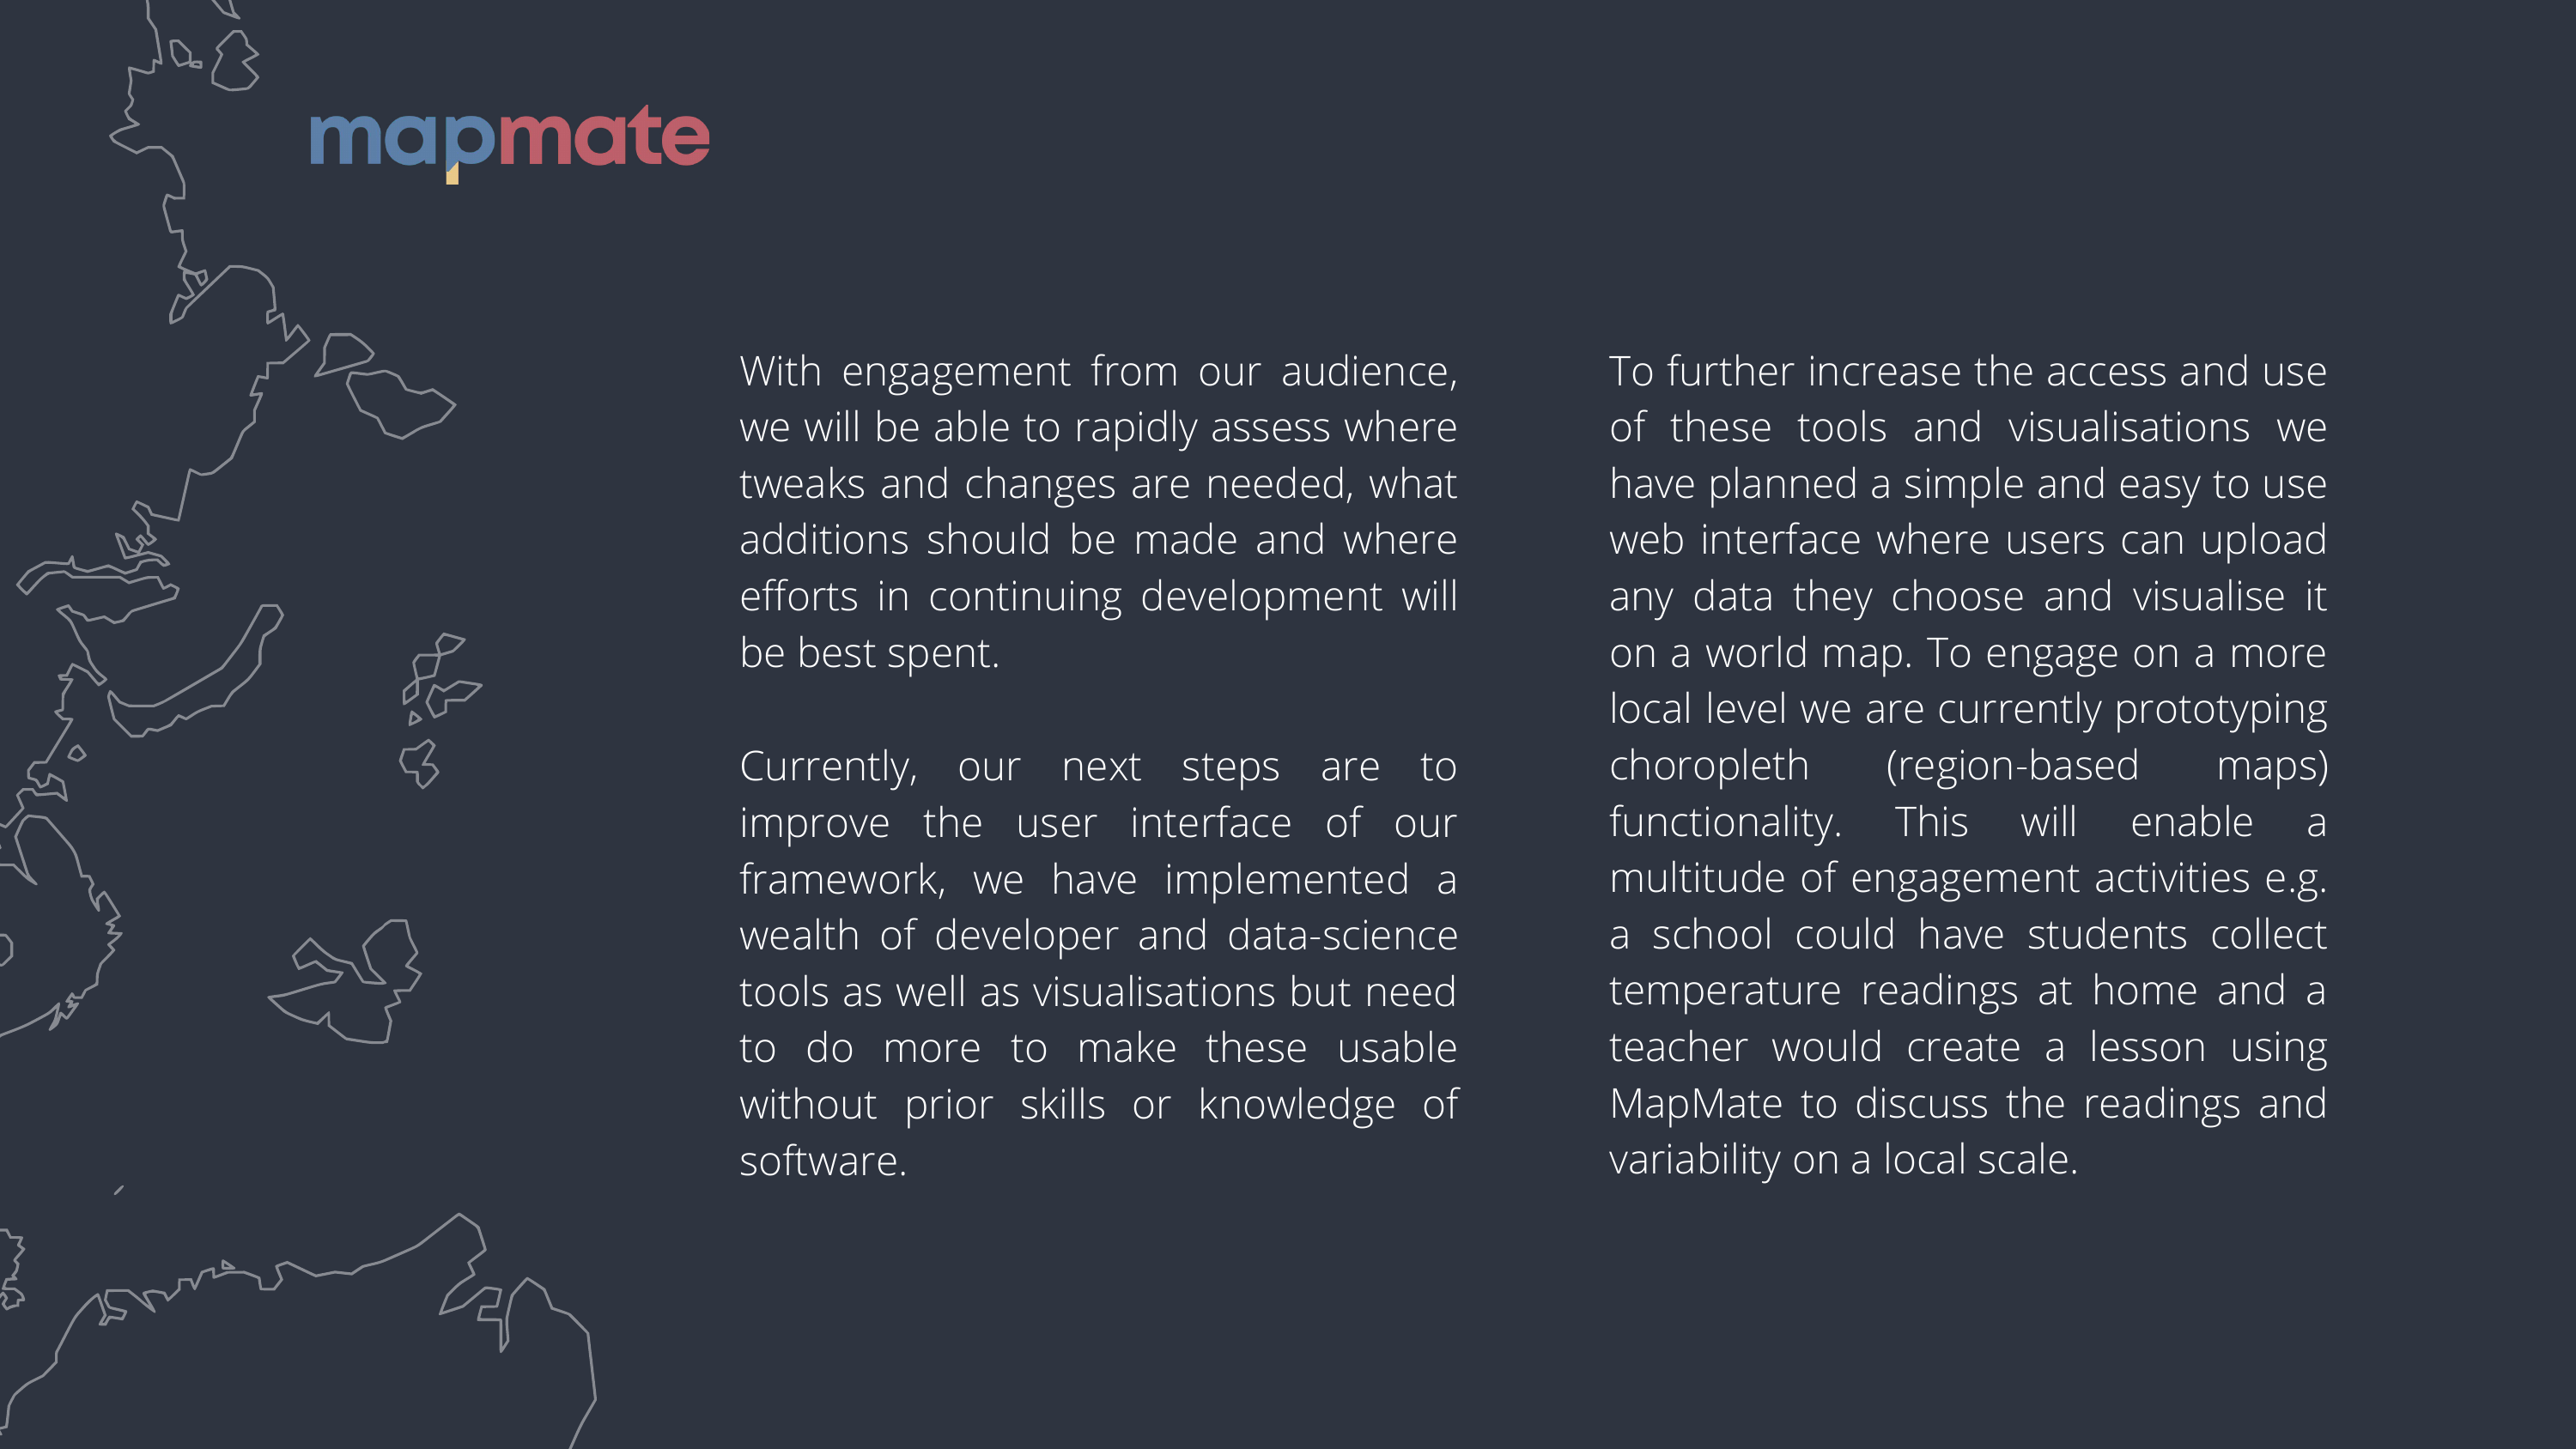 mapmate
With engagement from our audience,
we will be able to rapidly assess where
tweaks and changes are needed, what
additions should be made and where
efforts in continuing development will
be best spent.
Currently, our next steps are to
improve the user interface of our
framework, we have implemented a
wealth of developer and data-science
tools as well as visualisations but need
to do more to make these usable
without prior skills or knowledge of
software.
To further increase the access and use
of these tools and visualisations we
have planned a simple and easy to use
web interface where users can upload
any data they choose and visualise it
on a world map. To engage on a more
local level we are currently prototyping
choropleth (region-based maps)
functionality. This will enable a
multitude of engagement activities e.g.
a school could have students collect
temperature readings at home and a
teacher would create a lesson using
MapMate to discuss the readings and
variability on a local scale.